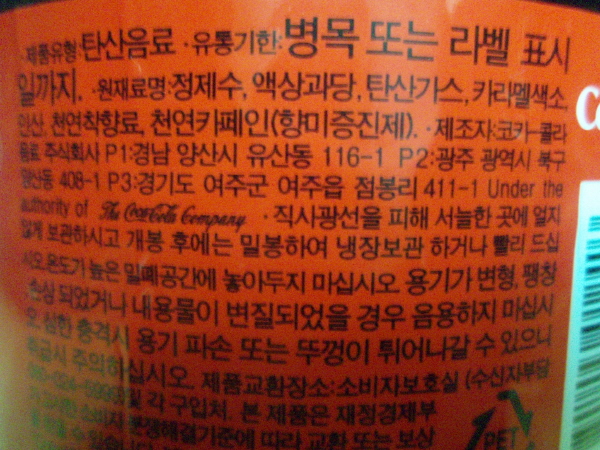 ·제품유형:탄산음료 ·유통기한:병목 또는 라벨 표시
일까지. ·원재료명:정제수, 액상과당, 탄산가스, 카라멜색소,
인산, 천연착향료, 천연카페인(향미증진제). ·제조자:코카·콜라
음료 주식회사 P1:경남 양산시 유산동 116-1 P2:광주 광역시 북구
양산동 408-1 P3:경기도 여주군 여주읍 점봉리 411-1 Under the
authority of The Coca-Cola Company ·직사광선을 피해 서늘한 곳에 얼지
않게 보관하시고 개봉 후에는 밀봉하여 냉장보관 하거나 빨리 드십
시오. 온도가 높은 밀폐공간에 놓아두지 마십시오. 용기가 변형, 팽창
손상 되었거나 내용물이 변질되었을 경우 음용하지 마십시
오. 심한 충격시 용기 파손 또는 뚜껑이 튀어나갈 수 있으니
취급시 주의하십시오. 제품교환장소:소비자보호실 (수신자부담
및 각 구입처. 본 제품은 재정경제부
소비자 분쟁해결기준에 따라 교환 또는 보상
PET